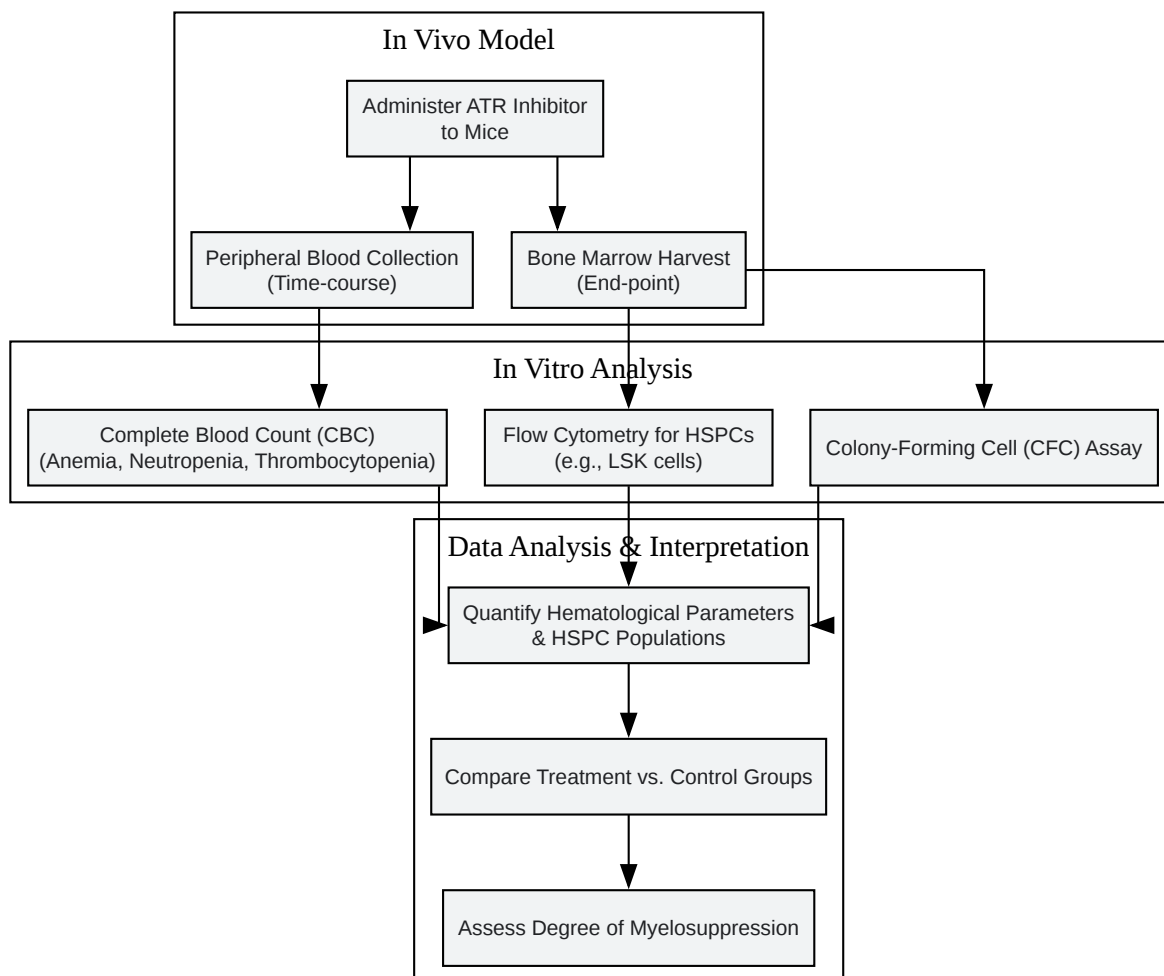 In Vivo Model
Administer ATR Inhibitor
to Mice
Peripheral Blood Collection
(Time-course)
Bone Marrow Harvest
(End-point)
In Vitro Analysis
Complete Blood Count (CBC)
(Anemia, Neutropenia, Thrombocytopenia)
Flow Cytometry for HSPCs
(e.g., LSK cells)
Colony-Forming Cell (CFC) Assay
Data Analysis & Interpretation
Quantify Hematological Parameters
& HSPC Populations
Compare Treatment vs. Control Groups
Assess Degree of Myelosuppression